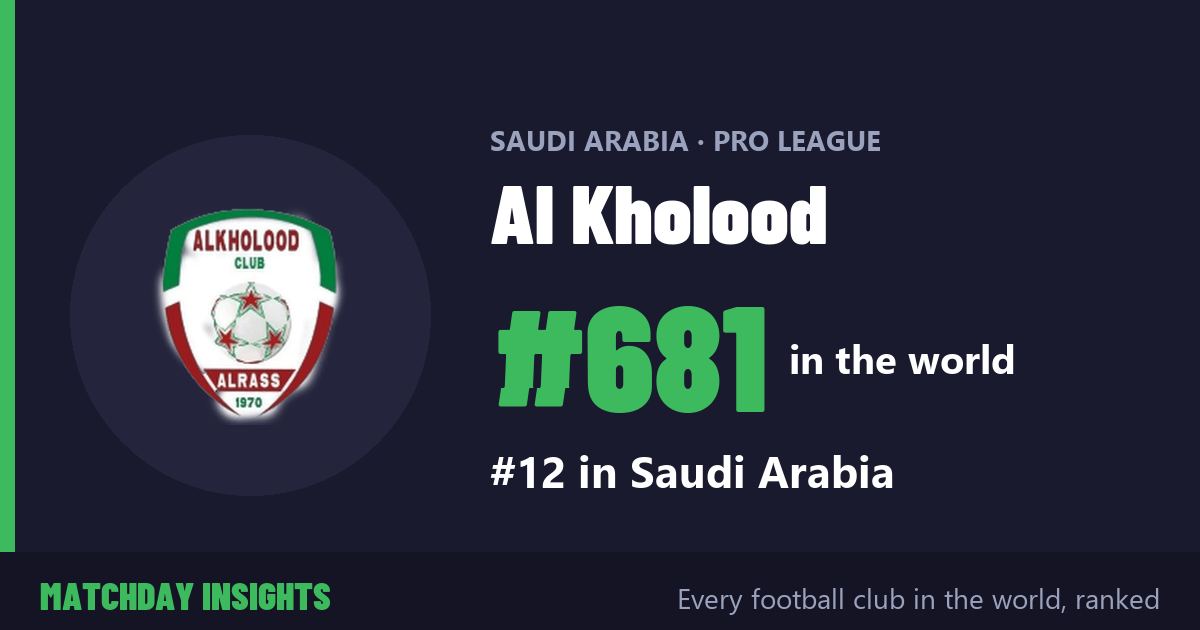 ALKHOLOOD
CLUB
ALRASS
1970
SAUDI ARABIA · PRO LEAGUE
Al Kholood
#681 in the world
#12 in Saudi Arabia
MATCHDAY INSIGHTS
Every football club in the world, ranked